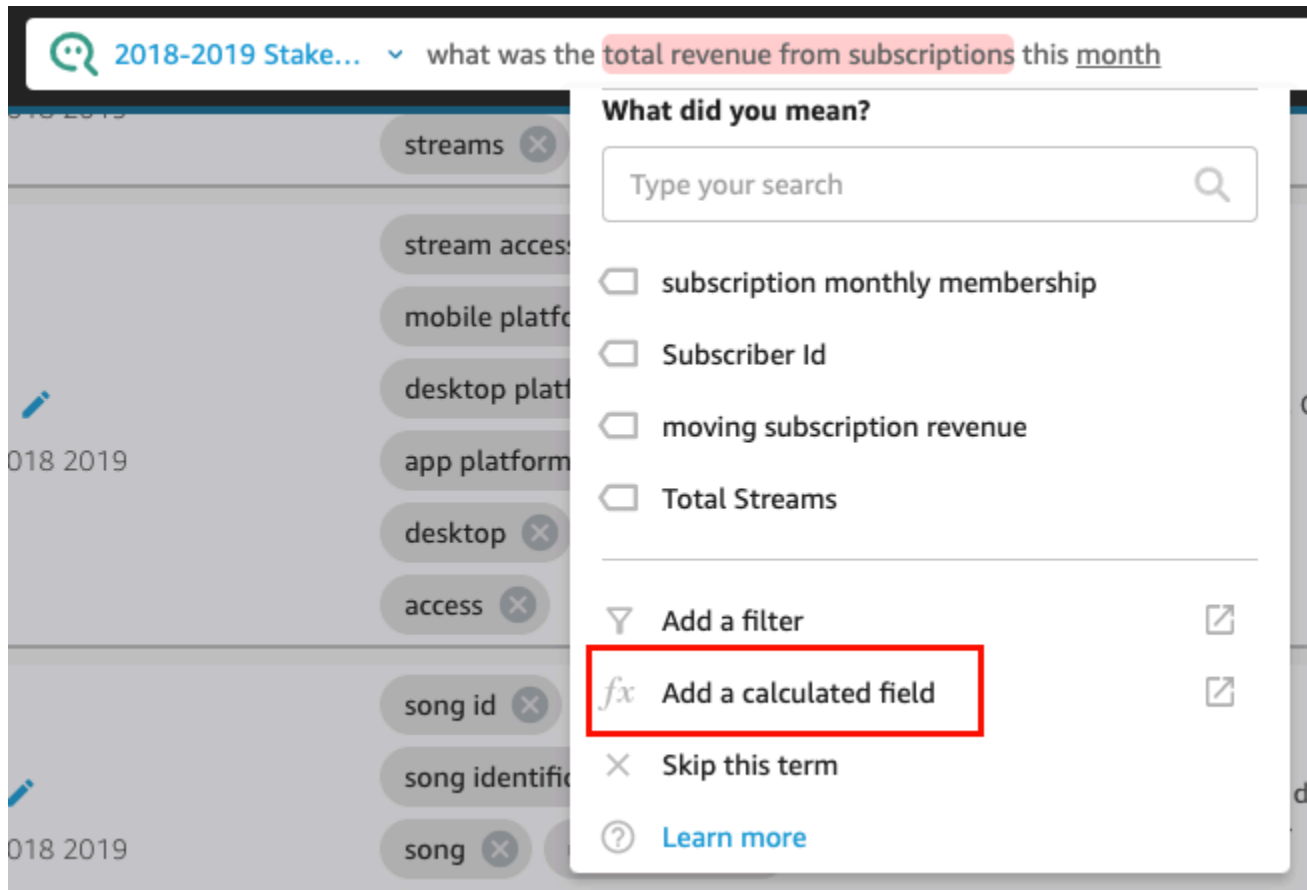 2018-2019 Stake... what was the total revenue from subscriptions this month
What did you mean?
streams
Type your search
stream access
subscription monthly membership
mobile platfo
Subscriber Id
desktop platf
moving subscription revenue
018 2019
app platform
Total Streams
desktop
access
Add a filter
song id
fx Add a calculated field
song identific
Skip this term
018 2019
song
Learn more